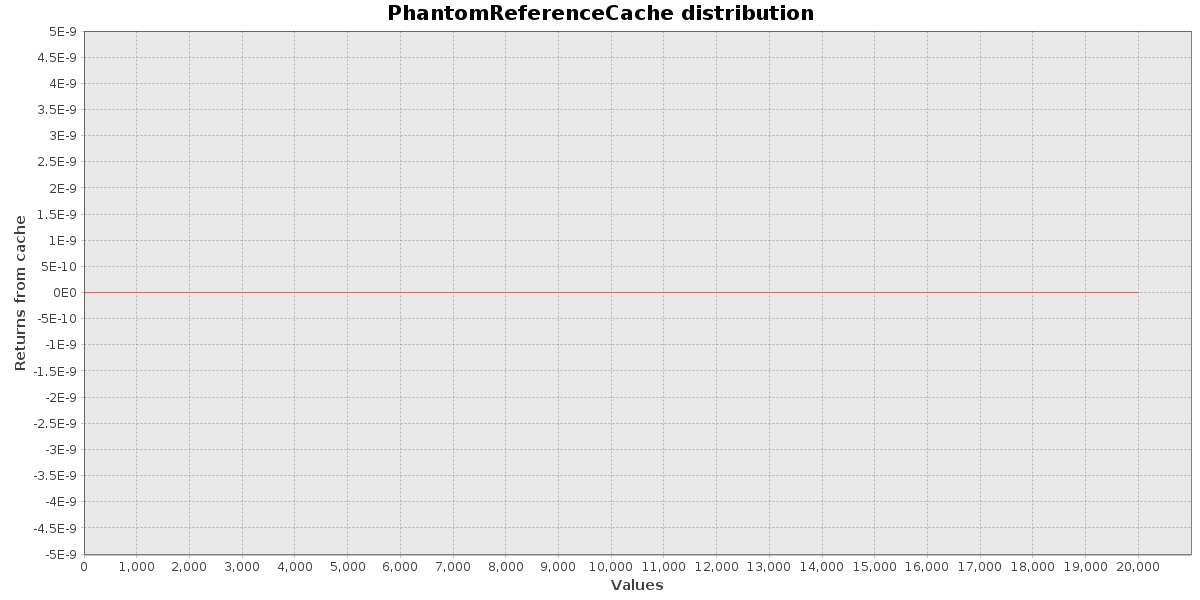 PhantomReferenceCache distribution
Returns from cache
5E-9
4.5E-9
4E-9
3.5E-9
3E-9
2.5E-9
2E-9
1.5E-9
1E-9
5E-10
0E0
-5E-10
-1E-9
-1.5E-9
-2E-9
-2.5E-9
-3E-9
-3.5E-9
-4E-9
-4.5E-9
-5E-9
0 1,000 2,000 3,000 4,000 5,000 6,000 7,000 8,000 9,000 10,000 11,000 12,000 13,000 14,000 15,000 16,000 17,000 18,000 19,000 20,000
Values